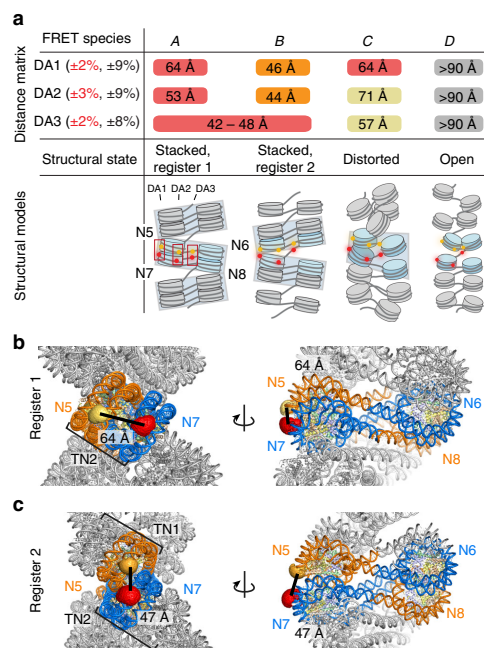 a
FRET species A B C D
Distance matrix
DA1 (±2%, ±9%) 64 Å 46 Å 64 Å >90 Å
DA2 (±3%, ±9%) 53 Å 44 Å 71 Å >90 Å
DA3 (±2%, ±8%) 42 – 48 Å 57 Å >90 Å
Structural state Stacked, register 1 Stacked, register 2 Distorted Open
Structural models
DA1 DA2 DA3
N5 N6
N7 N8
b
Register 1
N5 N7
64 Å
TN2
64 Å
N5 N6
N7 N8
c
Register 2
TN1
N5 N7
TN2 47 Å
N5 N6
N7 N8
47 Å